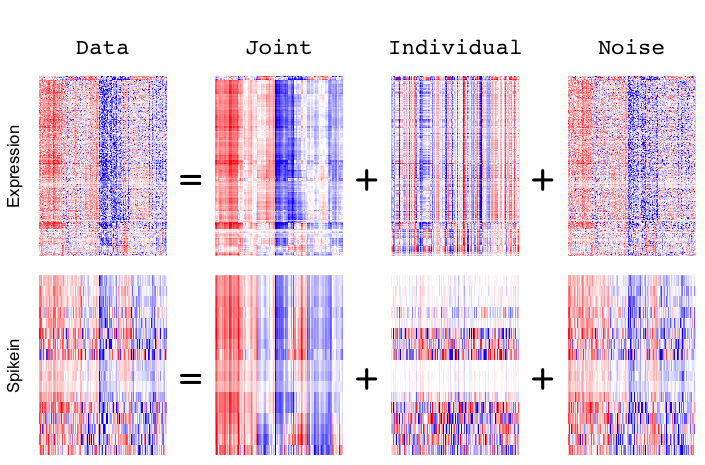 Data Joint Individual Noise
Expression
= + +
Spikein
= + +